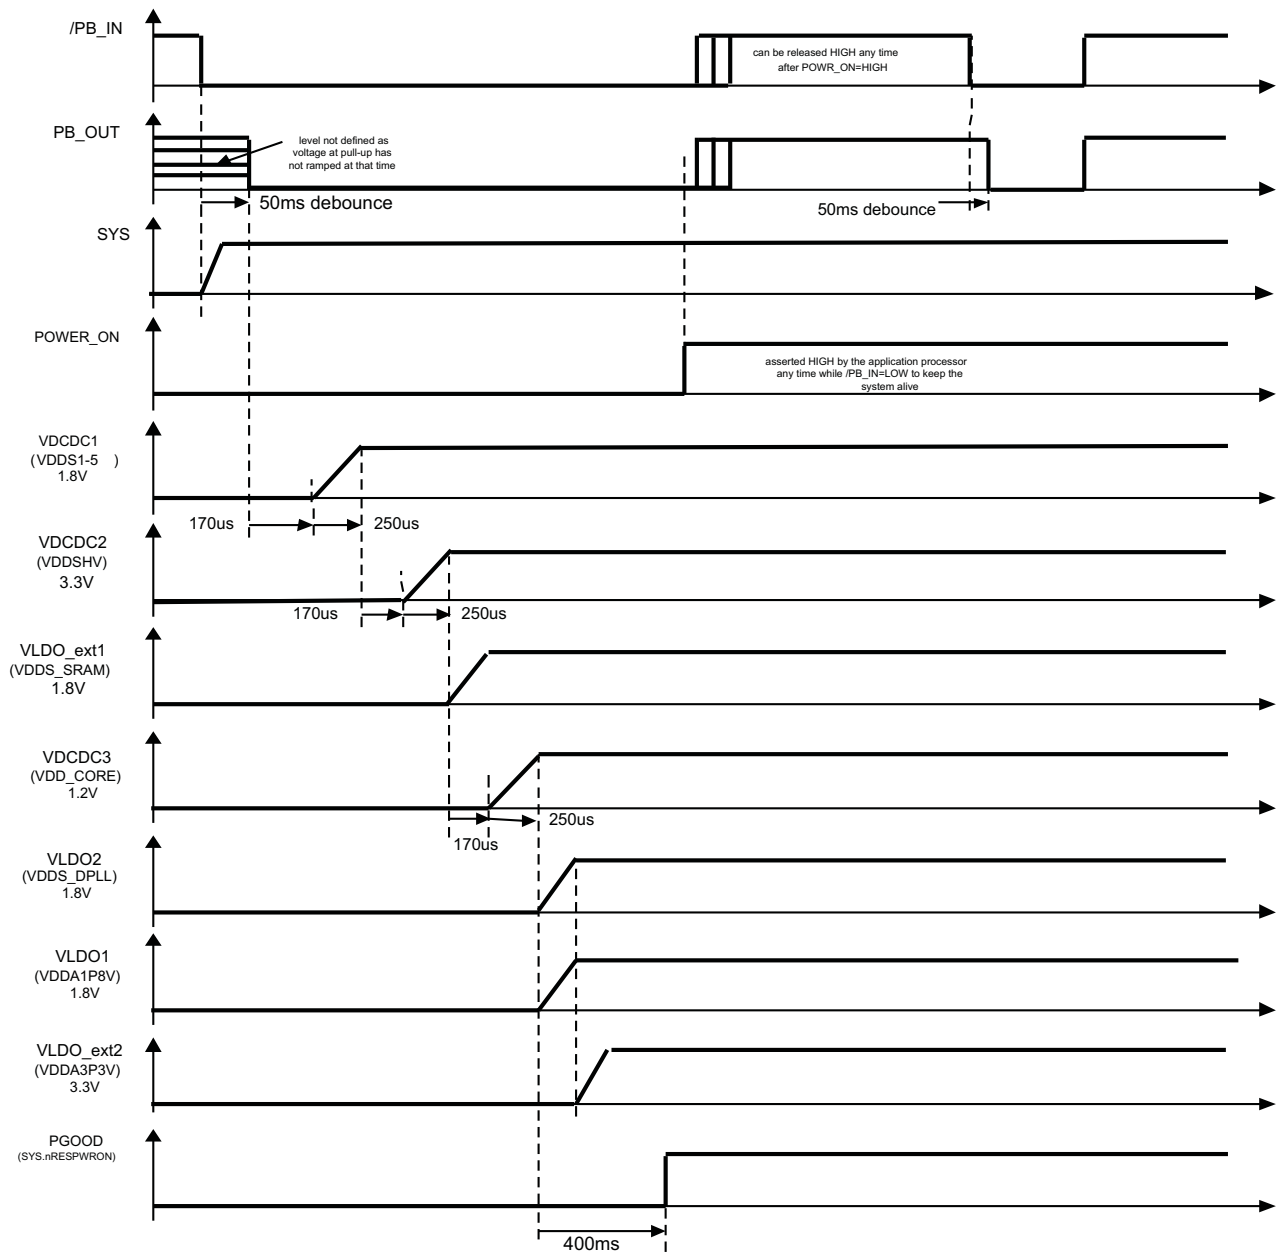 /PB_IN
can be released HIGH any time
after POWR_ON=HIGH
PB_OUT
level not defined as
voltage at pull-up has
not ramped at that time
50ms debounce
50ms debounce
SYS
POWER_ON
asserted HIGH by the application processor
any time while /PB_IN=LOW to keep the
system alive
VDCDC1
(VDDS1-5 )
1.8V
170us
250us
VDCDC2
(VDDSHV)
3.3V
170us
250us
VLDO_ext1
(VDDS_SRAM)
1.8V
VDCDC3
(VDD_CORE)
1.2V
250us
170us
VLDO2
(VDDS_DPLL)
1.8V
VLDO1
(VDDA1P8V)
1.8V
VLDO_ext2
(VDDA3P3V)
3.3V
PGOOD
(SYS.nRESPWRON)
400ms